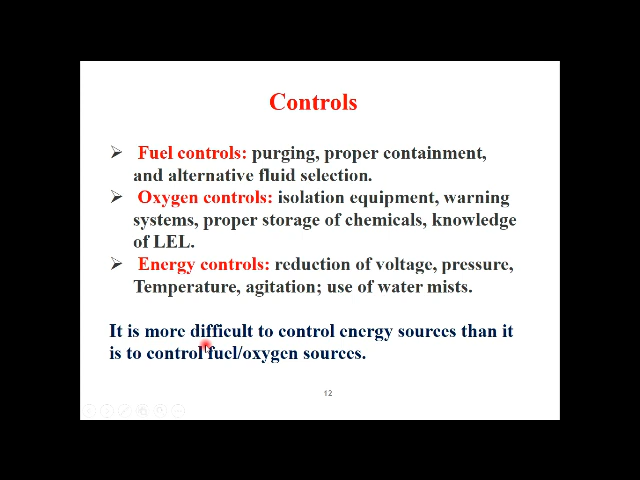 Controls
➢ Fuel controls: purging, proper containment,
and alternative fluid selection.
➢ Oxygen controls: isolation equipment, warning
systems, proper storage of chemicals, knowledge
of LEL.
➢ Energy controls: reduction of voltage, pressure,
Temperature, agitation; use of water mists.
It is more difficult to control energy sources than it
is to control fuel/oxygen sources.
12